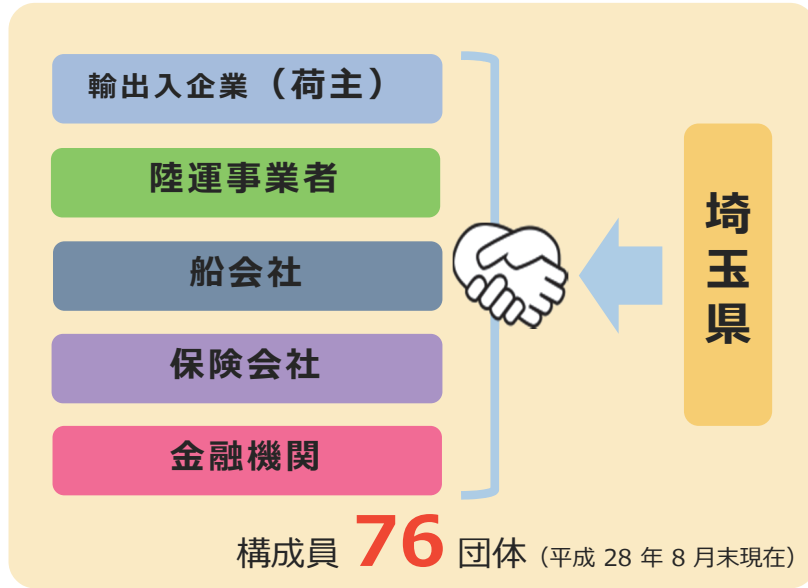 輸出入企業（荷主）
陸運事業者
船会社
保険会社
金融機関
埼玉県
構成員 76 団体（平成 28 年 8 月末現在）